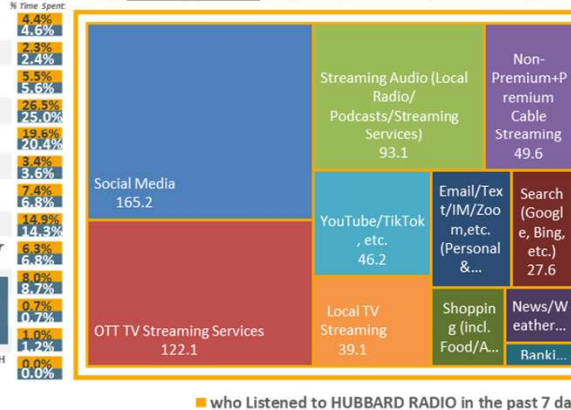 % Time Spent:
4.4%
4.6%
2.3%
2.4%
5.5%
5.6%
26.5%
25.0%
19.6%
20.4%
3.4%
3.6%
7.4%
6.8%
14.9%
14.3%
6.3%
6.8%
8.0%
8.7%
0.7%
0.7%
1.0%
1.2%
0.0%
0.0%
H
Social Media
165.2
OTT TV Streaming Services
122.1
Streaming Audio (Local
Radio/
Podcasts/Streaming
Services)
93.1
Non-
Premium+P
remium
Cable
Streaming
49.6
YouTube/TikTok
, etc.
46.2
Local TV
Streaming
39.1
Email/Tex
t/IM/Zoo
m,etc.
(Personal
&...
Search
(Googl
e, Bing,
etc.)
27.6
Shoppin
g (incl.
Food/A...
News/W
eather...
Banki...
who Listened to HUBBARD RADIO in the past 7 da